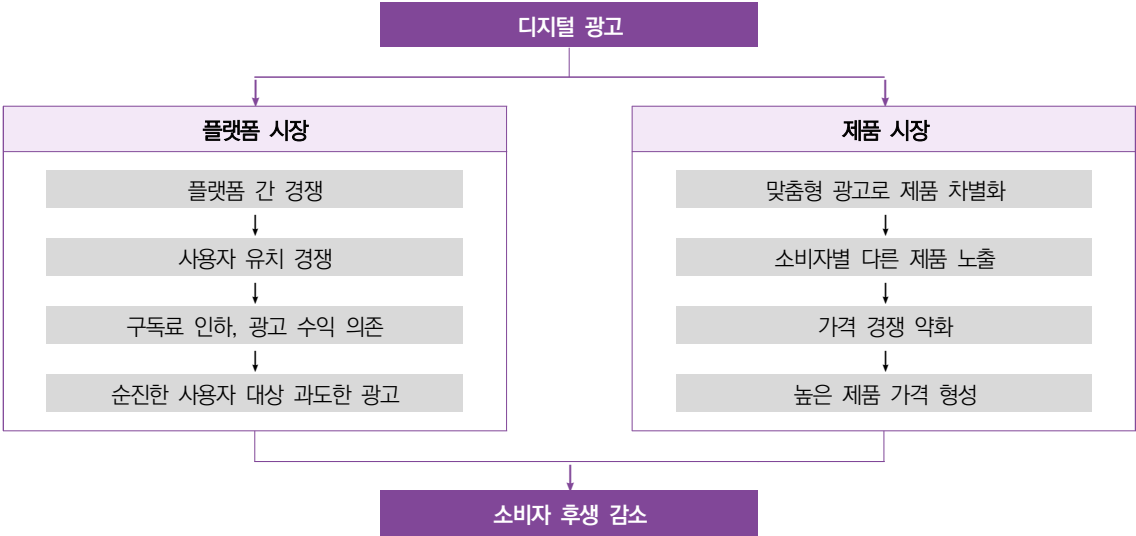 디지털 광고
플랫폼 시장
플랫폼 간 경쟁
사용자 유치 경쟁
구독료 인하, 광고 수익 의존
순진한 사용자 대상 과도한 광고
제품 시장
맞춤형 광고로 제품 차별화
소비자별 다른 제품 노출
가격 경쟁 약화
높은 제품 가격 형성
소비자 후생 감소